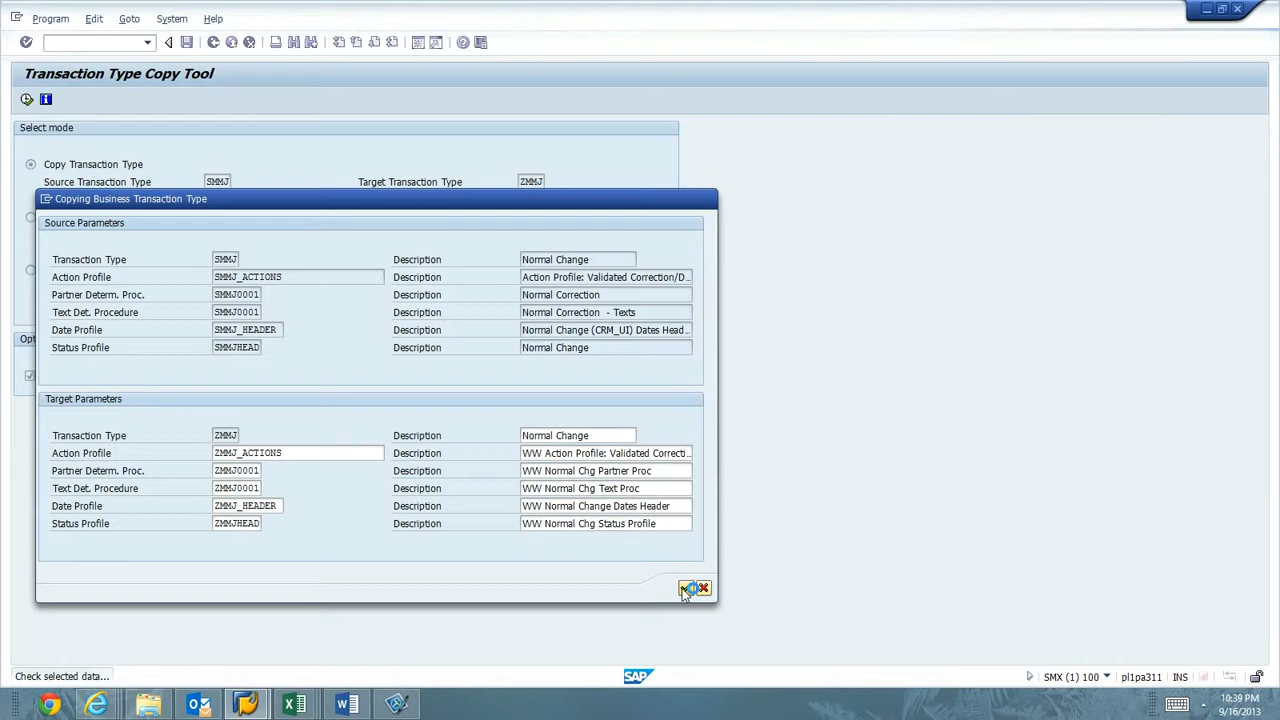 Program Edit Goto System Help
Transaction Type Copy Tool
Select mode
Copy Transaction Type
Source Transaction Type SMMJ Target Transaction Type ZMMJ
Copying Business Transaction Type
Source Parameters
Transaction Type SMMJ Description Normal Change
Action Profile SMMJ_ACTIONS Description Action Profile: Validated Correction/D..
Partner Determ. Proc. SMMJ0001 Description Normal Correction
Text Det. Procedure SMMJ0001 Description Normal Correction - Texts
Date Profile SMMJ_HEADER Description Normal Change (CRM_UI) Dates Head..
Status Profile SMMJHEAD Description Normal Change
Opt
Target Parameters
Transaction Type ZMMJ Description Normal Change
Action Profile ZMMJ_ACTIONS Description WW Action Profile: Validated Correcti..
Partner Determ. Proc. ZMMJ0001 Description WW Normal Chg Partner Proc
Text Det. Procedure ZMMJ0001 Description WW Normal Chg Text Proc
Date Profile ZMMJ_HEADER Description WW Normal Change Dates Header
Status Profile ZMMJHEAD Description WW Normal Chg Status Profile
Check selected data... SAP SMX (1) 100 pl1pa311 INS
10:39 PM
9/16/2013